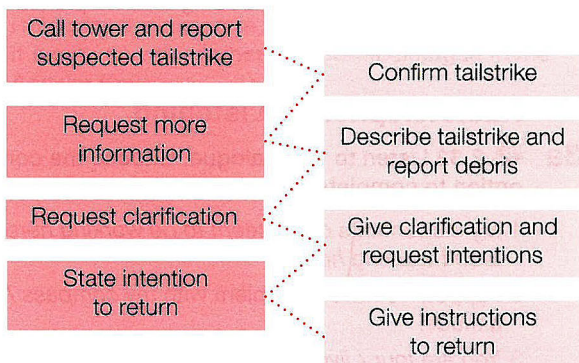 Call tower and report
suspected tailstrike
Confirm tailstrike
Request more
information
Describe tailstrike and
report debris
Request clarification
Give clarification and
request intentions
State intention
to return
Give instructions
to return